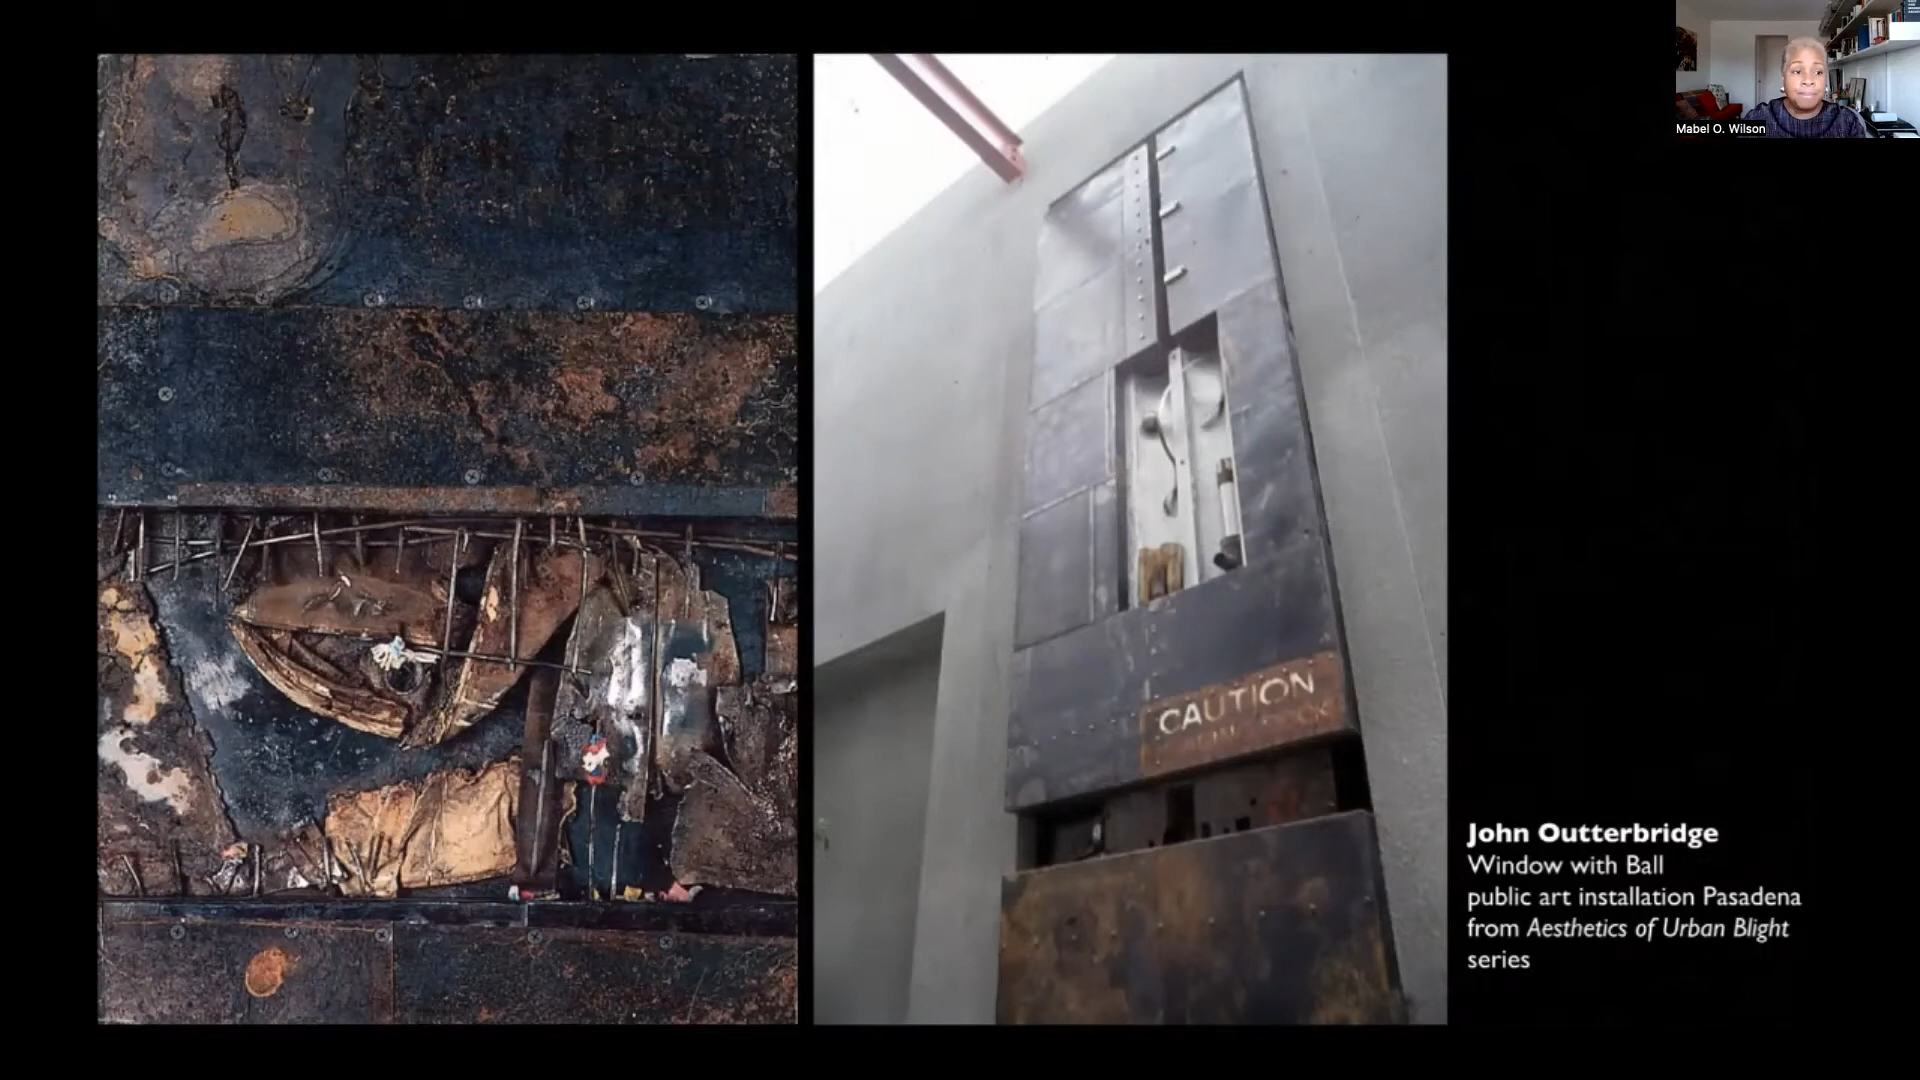 Mabel O. Wilson
CAUTION
John Outterbridge
Window with Ball
public art installation Pasadena
from Aesthetics of Urban Blight
series